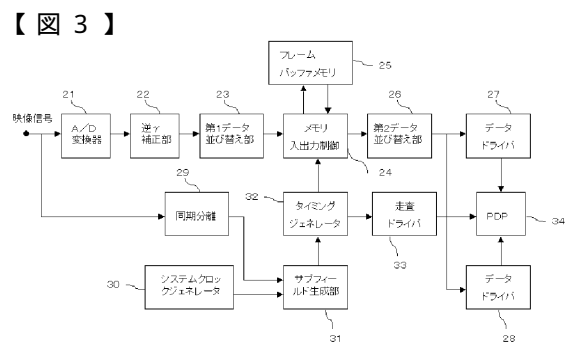 【図3】
フレーム
バッファメモリ
25
21
22
23
26
27
映像信号
A/D
変換器
逆γ
補正部
第1データ
並び替え部
メモリ
入出力制御
第2データ
並び替え部
データ
ドライバ
24
29
32
同期分離
タイミング
ジェネレータ
走査
ドライバ
PDP
34
33
30
システムクロッ
クジェネレータ
サブフィー
ルド生成部
データ
ドライバ
31
28